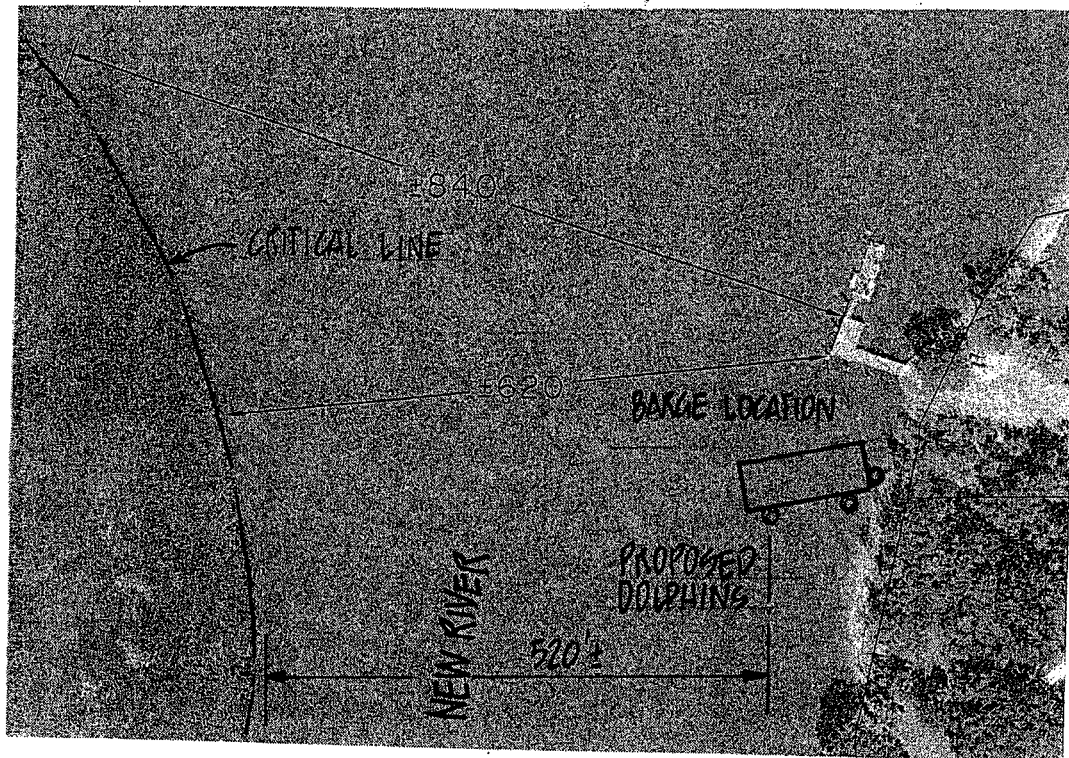 ±840'
CRITICAL LINE
±620'
BARGE LOCATION
PROPOSED
DOLPHINS
NEW RIVER
520'±